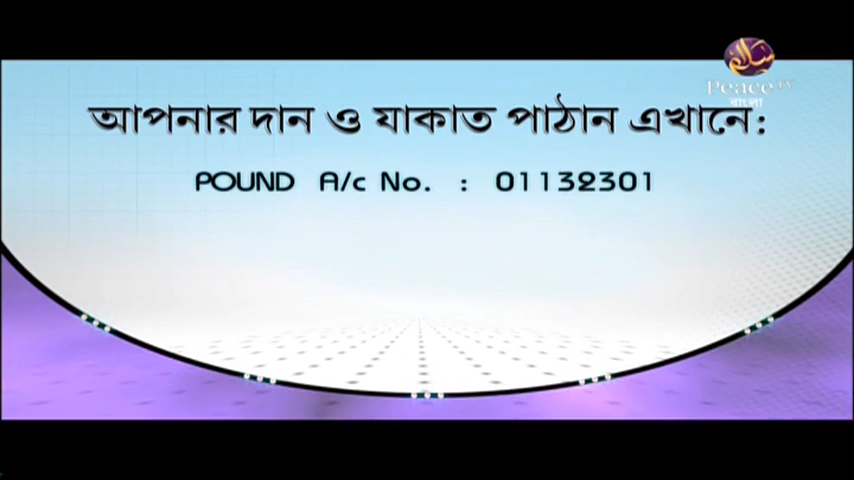 Peace TV
বাংলা
আপনার দান ও যাকাত পাঠান এখানে:
POUND A/c No. : 01132301